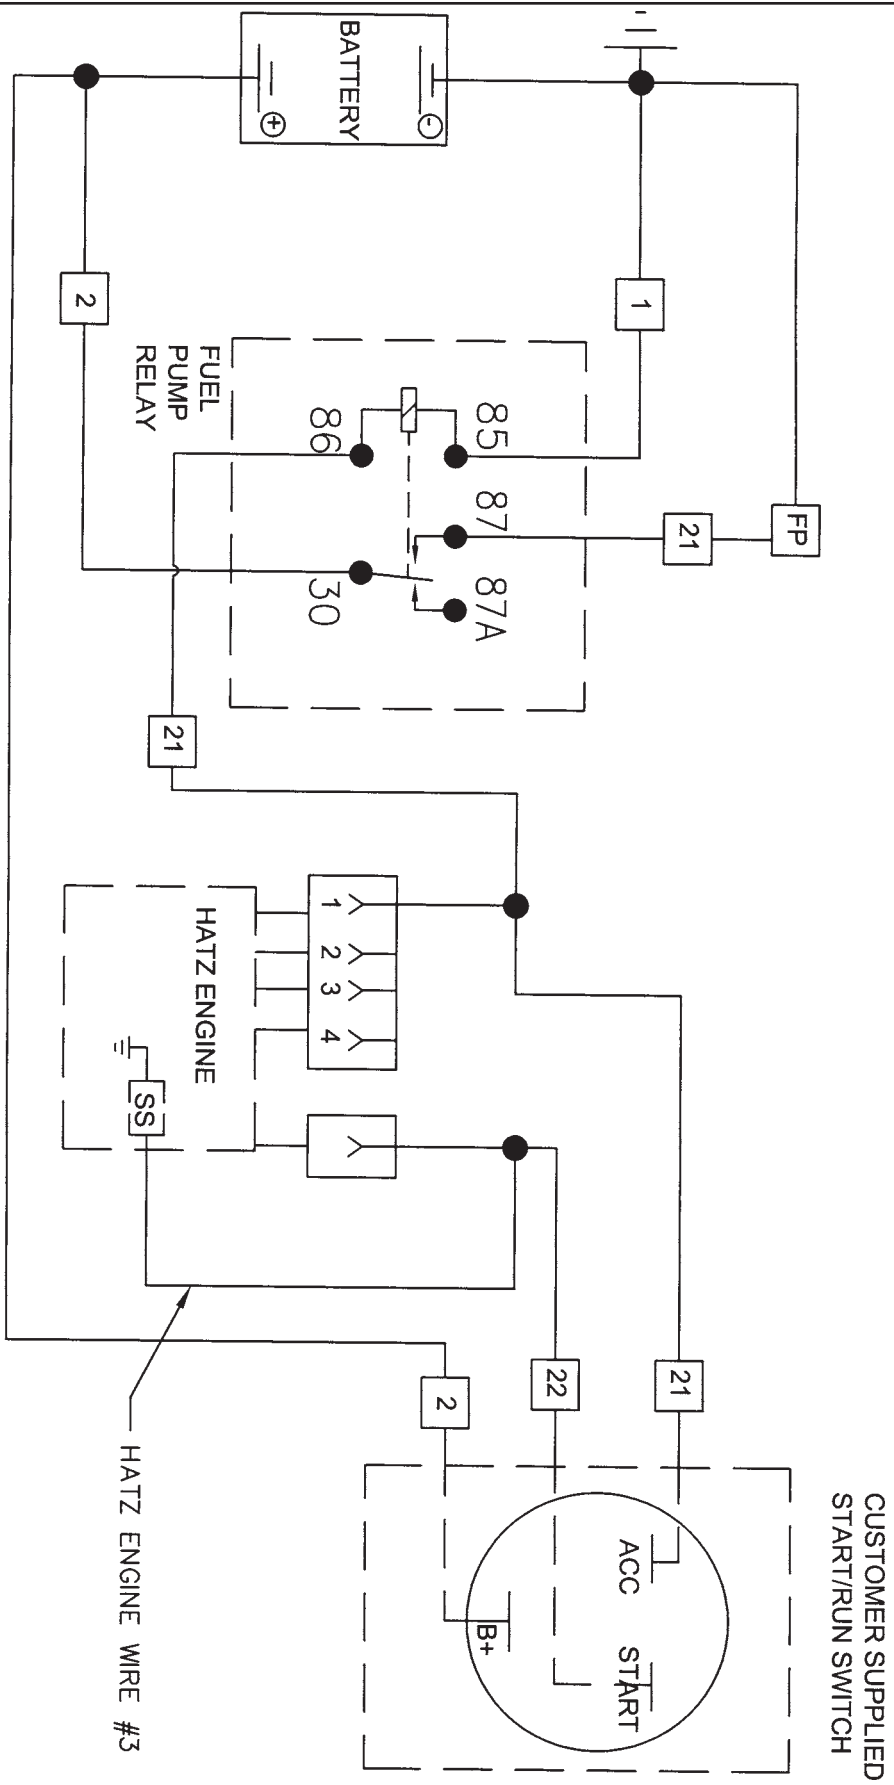 BATTERY
+
-
1
2
FP
21
FUEL
PUMP
RELAY
85
86
87
87A
30
21
HATZ ENGINE
1
2
3
4
SS
HATZ ENGINE WIRE #3
21
22
2
CUSTOMER SUPPLIED
START/RUN SWITCH
ACC
START
B+